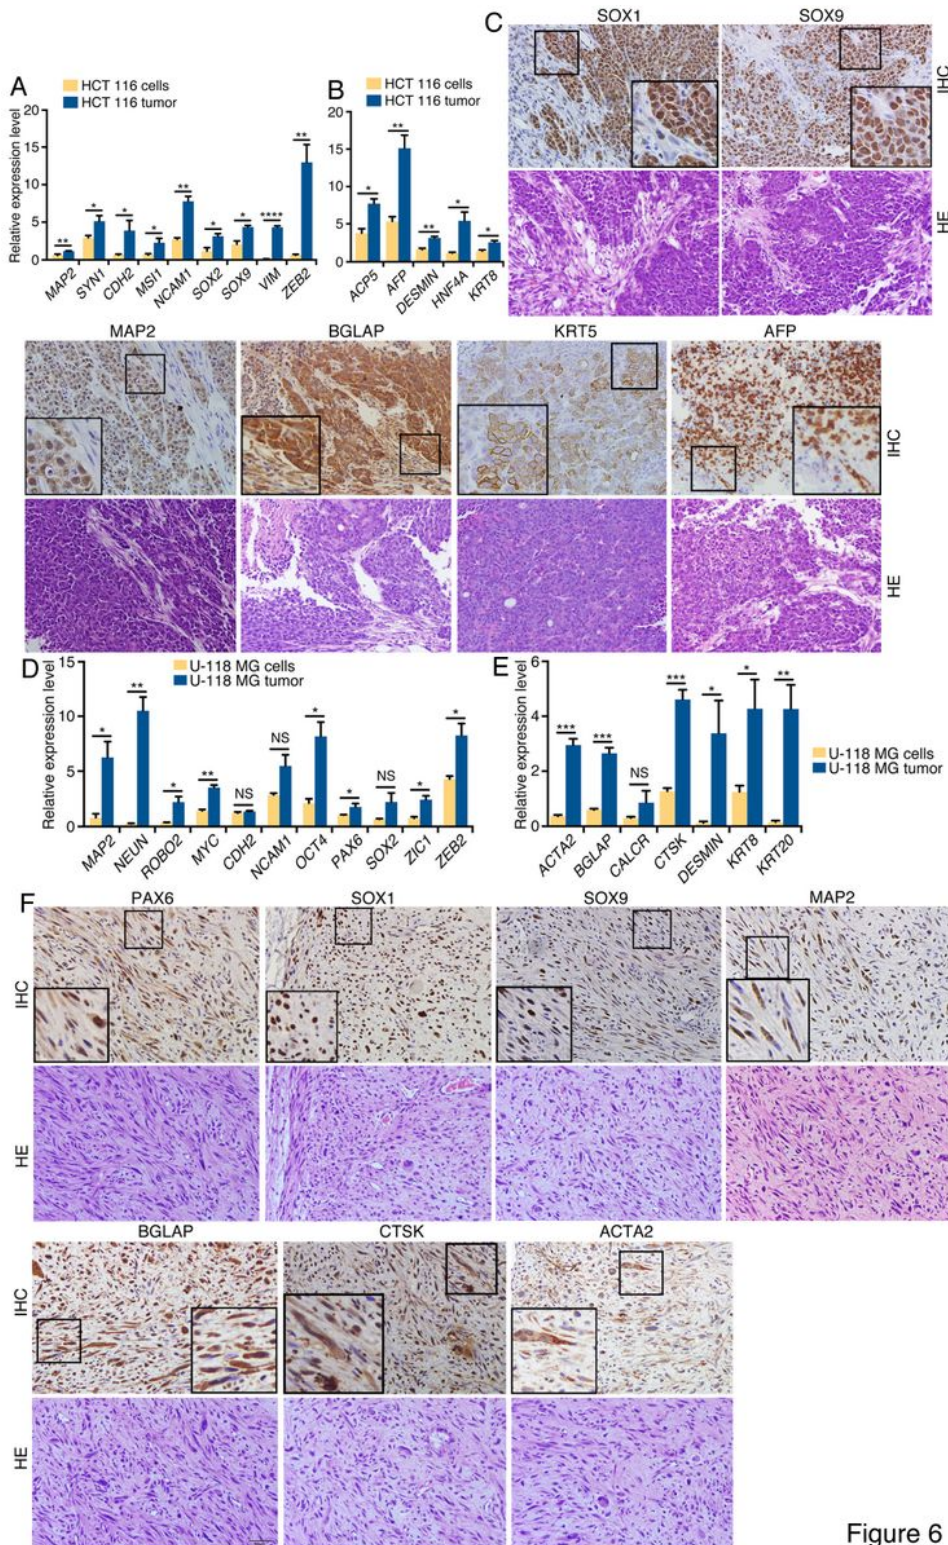 C
SOX1 SOX9
IHC
HE
A
HCT 116 cells
HCT 116 tumor
Relative expression level
20
15
10
5
0
** * * * ** * * **** **
MAP2 SYN1 CDH2 MSI1 NCAM1 SOX2 SOX9 VIM ZEB2
B
HCT 116 cells
HCT 116 tumor
20
15
10
5
0
* ** ** * *
ACP5 AFP DESMIN HNF4A KRT8
MAP2 BGLAP KRT5 AFP
IHC
HE
D
U-118 MG cells
U-118 MG tumor
Relative expression level
15
10
5
0
* ** * ** NS NS * * NS * *
MAP2 NEUN ROBO2 MYC CDH2 NCAM1 OCT4 PAX6 SOX2 ZIC1 ZEB2
E
Relative expression level
6
4
2
0
*** *** NS *** * * **
ACTA2 BGLAP CALCR CTSK DESMIN KRT8 KRT20
U-118 MG cells
U-118 MG tumor
F
PAX6 SOX1 SOX9 MAP2
IHC
HE
BGLAP CTSK ACTA2
IHC
HE
Figure 6